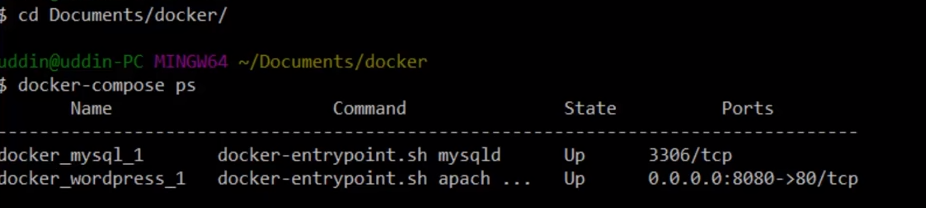 $ cd Documents/docker/
uddin@uddin-PC MINGW64 ~/Documents/docker
$ docker-compose ps
Name Command State Ports
--------------------------------------------------------------------------------
docker_mysql_1 docker-entrypoint.sh mysqld Up 3306/tcp
docker_wordpress_1 docker-entrypoint.sh apach ... Up 0.0.0.0:8080->80/tcp